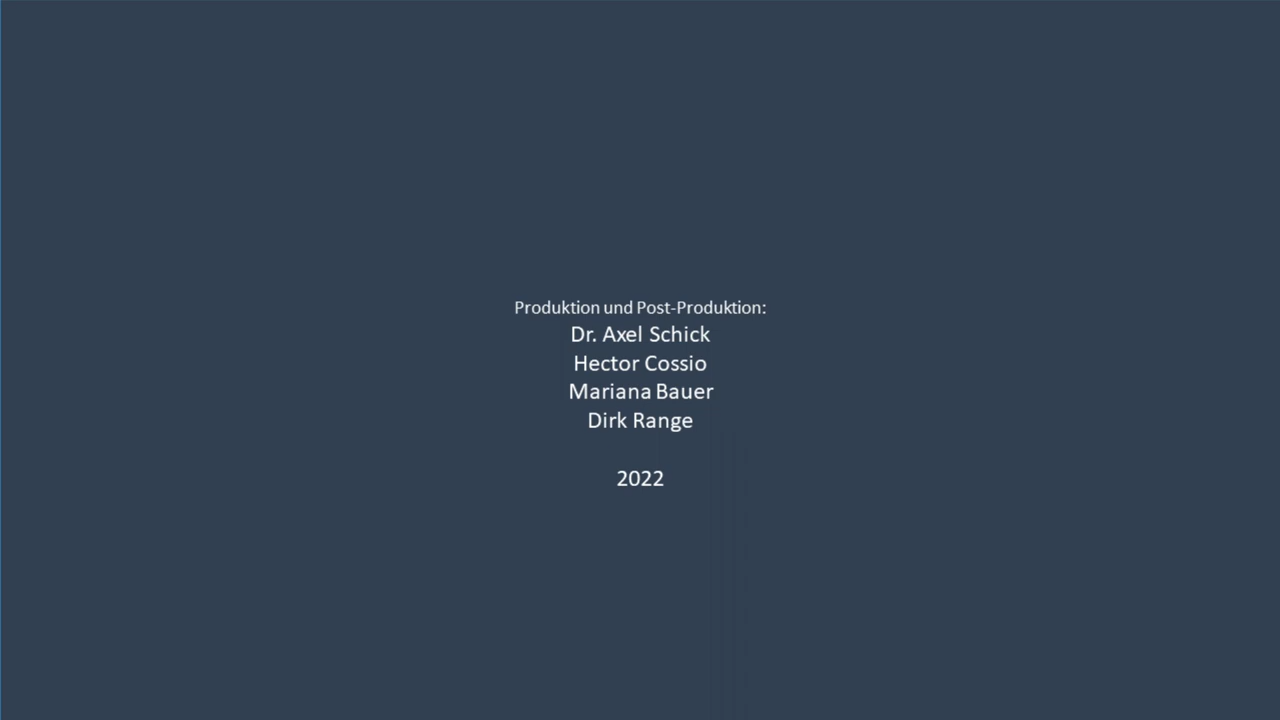 Produktion und Post-Produktion:
Dr. Axel Schick
Hector Cossio
Mariana Bauer
Dirk Range
2022